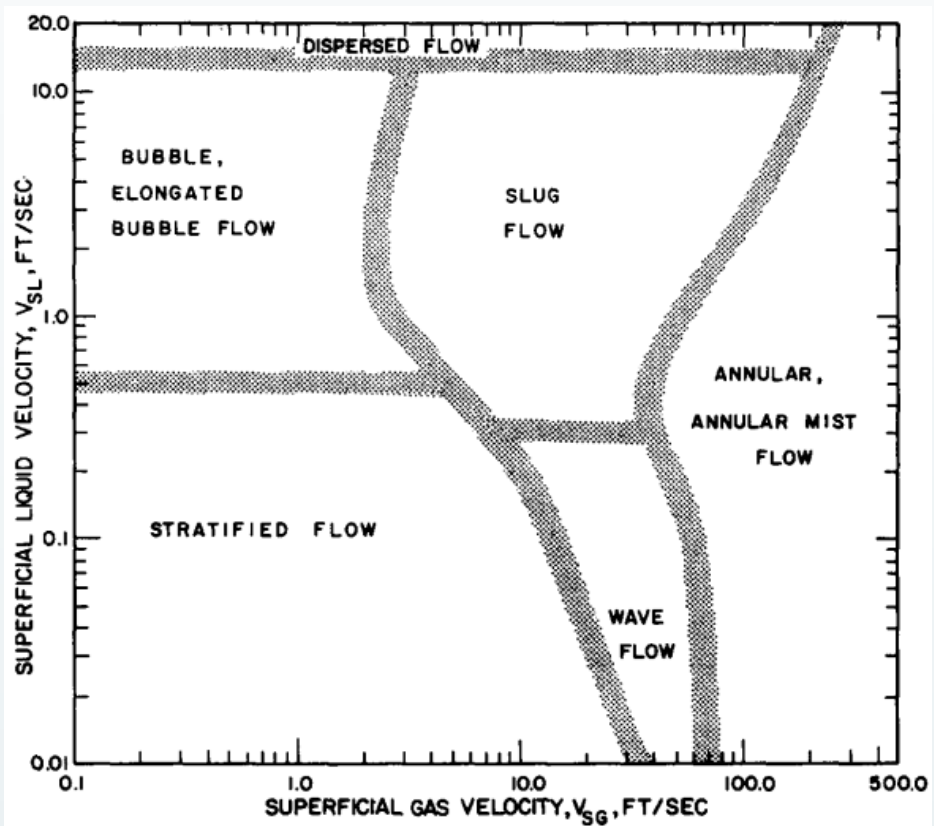 20.0
DISPERSED FLOW
10.0
BUBBLE,
ELONGATED
BUBBLE FLOW
SLUG
FLOW
1.0
ANNULAR,
ANNULAR MIST
FLOW
STRATIFIED FLOW
0.1
WAVE
FLOW
0.01
SUPERFICIAL LIQUID VELOCITY, VSL, FT/SEC
0.1
1.0
10.0
100.0
500.0
SUPERFICIAL GAS VELOCITY, VSG, FT/SEC